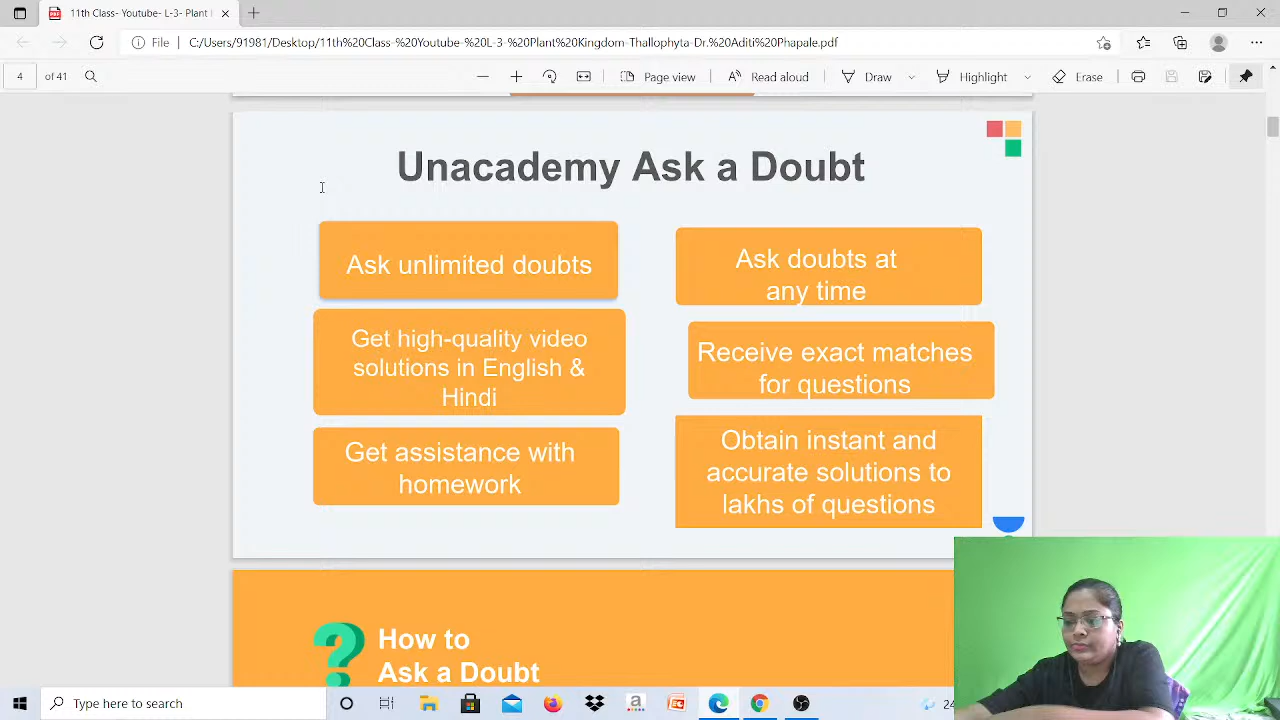 11th Class- Youtube- L-3-Plant
File
C:/Users/91981/Desktop/11th%20Class-%20Youtube-%20L-3-%20Plant%20Kingdom-Thallophyta-Dr.%20Aditi%20Phapale.pdf
4 of 41
Page view
Read aloud
Draw
Highlight
Erase
Unacademy Ask a Doubt
Ask unlimited doubts
Ask doubts at
any time
Get high-quality video
solutions in English &
Hindi
Receive exact matches
for questions
Get assistance with
homework
Obtain instant and
accurate solutions to
lakhs of questions
?
How to
Ask a Doubt
Type here to search
24